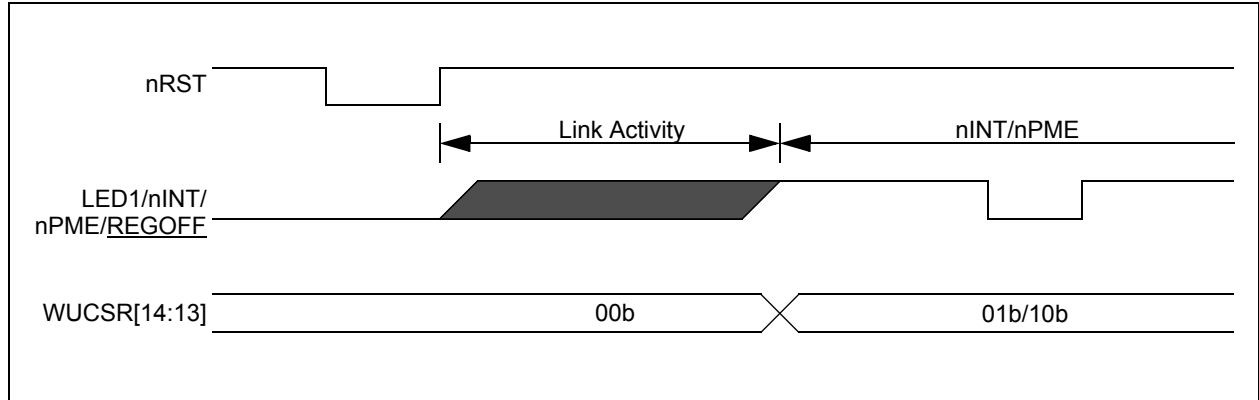 nRST
Link Activity
nINT/nPME
LED1/nINT/
nPME/REGOFF
WUCSR[14:13]
00b
01b/10b